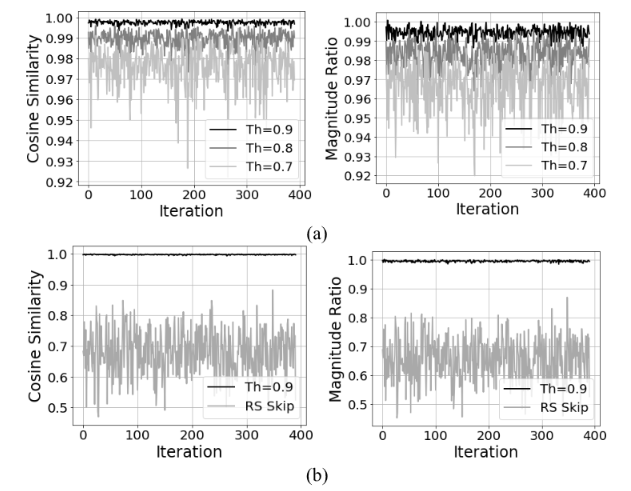 1.00
0.99
0.98
0.97
0.96
0.95
0.94
0.93
0.92
Cosine Similarity
Th=0.9
Th=0.8
Th=0.7
0 100 200 300 400
Iteration
1.00
0.99
0.98
0.97
0.96
0.95
0.94
0.93
0.92
Magnitude Ratio
Th=0.9
Th=0.8
Th=0.7
0 100 200 300 400
Iteration
(a)
1.0
0.9
0.8
0.7
0.6
0.5
Cosine Similarity
Th=0.9
RS Skip
0 100 200 300 400
Iteration
1.0
0.9
0.8
0.7
0.6
0.5
Magnitude Ratio
Th=0.9
RS Skip
0 100 200 300 400
Iteration
(b)